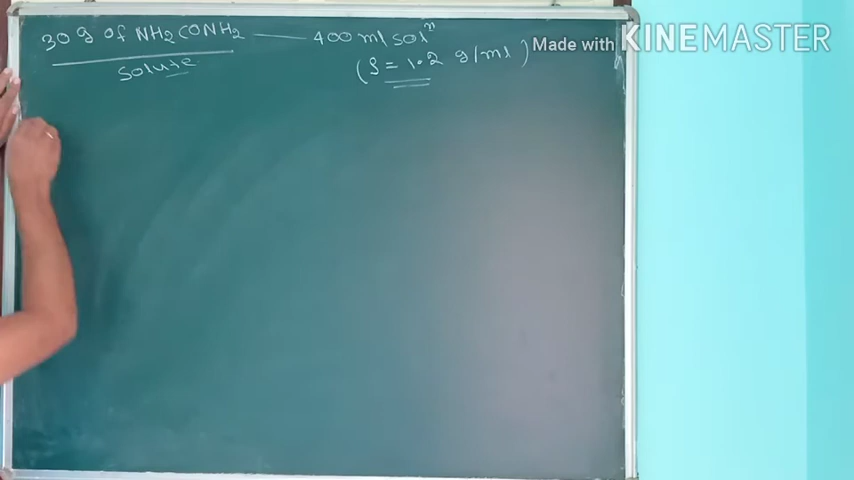 30 g of NH2CONH2 —— 400 ml solⁿ
Solute
(ρ = 1.2 g/ml)
Made with KINEMASTER